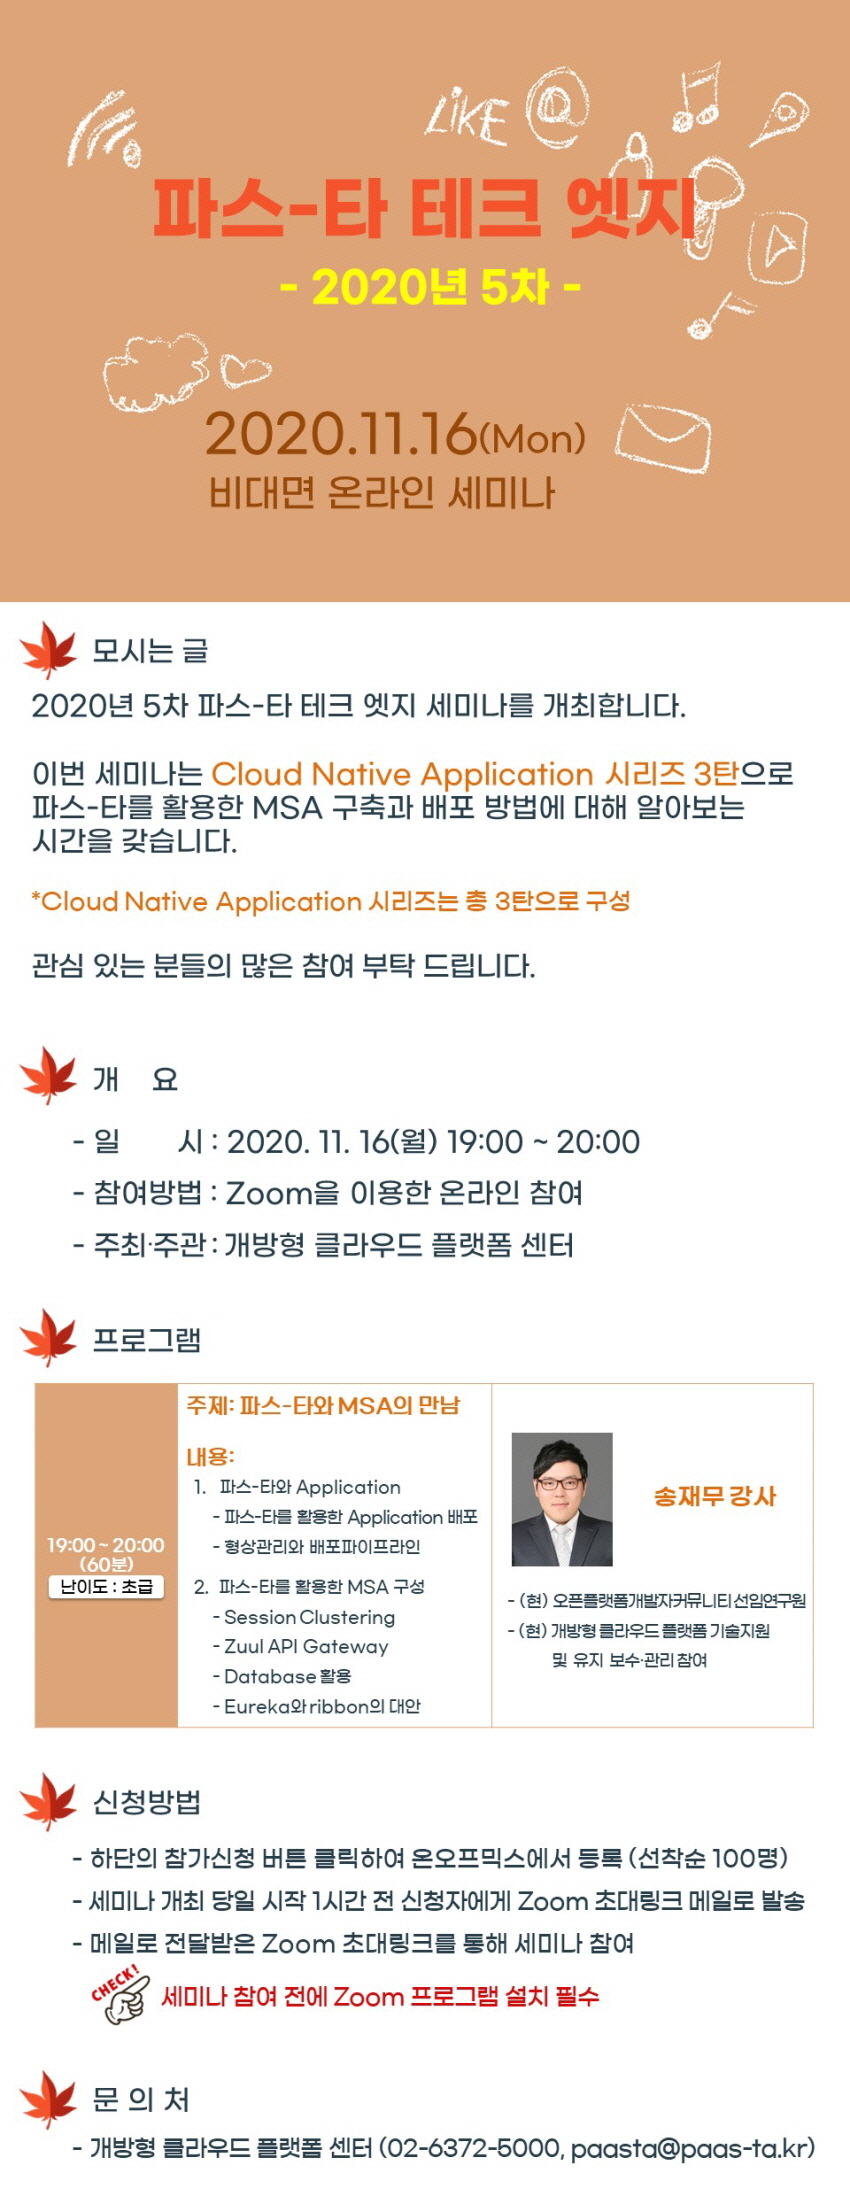 LIKE
파스-타 테크 엣지
- 2020년 5차 -
2020.11.16(Mon)
비대면 온라인 세미나
모시는 글
2020년 5차 파스-타 테크 엣지 세미나를 개최합니다.
이번 세미나는 Cloud Native Application 시리즈 3탄으로
파스-타를 활용한 MSA 구축과 배포 방법에 대해 알아보는
시간을 갖습니다.
*Cloud Native Application 시리즈는 총 3탄으로 구성
관심 있는 분들의 많은 참여 부탁 드립니다.
개 요
- 일 시 : 2020. 11. 16(월) 19:00 ~ 20:00
- 참여방법 : Zoom을 이용한 온라인 참여
- 주최·주관 : 개방형 클라우드 플랫폼 센터
프로그램
19:00 ~ 20:00
(60분)
난이도 : 초급
주제: 파스-타와 MSA의 만남
내용:
1. 파스-타와 Application
- 파스-타를 활용한 Application 배포
- 형상관리와 배포파이프라인
2. 파스-타를 활용한 MSA 구성
- Session Clustering
- Zuul API Gateway
- Database 활용
- Eureka와 ribbon의 대안
송재무 강사
- (현) 오픈플랫폼개발자커뮤니티 선임연구원
- (현) 개방형 클라우드 플랫폼 기술지원
및 유지 보수·관리 참여
신청방법
- 하단의 참가신청 버튼 클릭하여 온오프믹스에서 등록 (선착순 100명)
- 세미나 개최 당일 시작 1시간 전 신청자에게 Zoom 초대링크 메일로 발송
- 메일로 전달받은 Zoom 초대링크를 통해 세미나 참여
CHECK!
세미나 참여 전에 Zoom 프로그램 설치 필수
문 의 처
- 개방형 클라우드 플랫폼 센터 (02-6372-5000, paasta@paas-ta.kr)